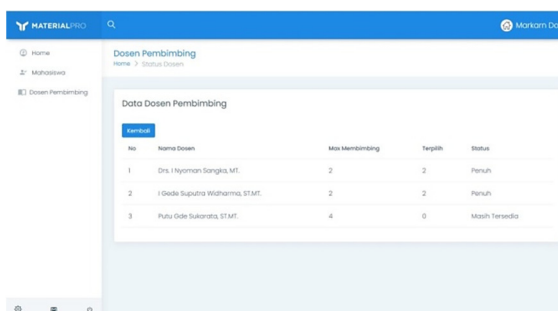 MATERIALPRO
Markarn Do
Home
Mahasiswa
Dosen Pembimbing
Dosen Pembimbing
Home > Status Dosen
Data Dosen Pembimbing
Kembali
No Nama Dosen Max Membimbing Terpilih Status
1 Drs. I Nyoman Sangka, MT. 2 2 Penuh
2 I Gede Suputra Widharma, ST.MT. 2 2 Penuh
3 Putu Gde Sukarata, ST.MT. 4 0 Masih Tersedia